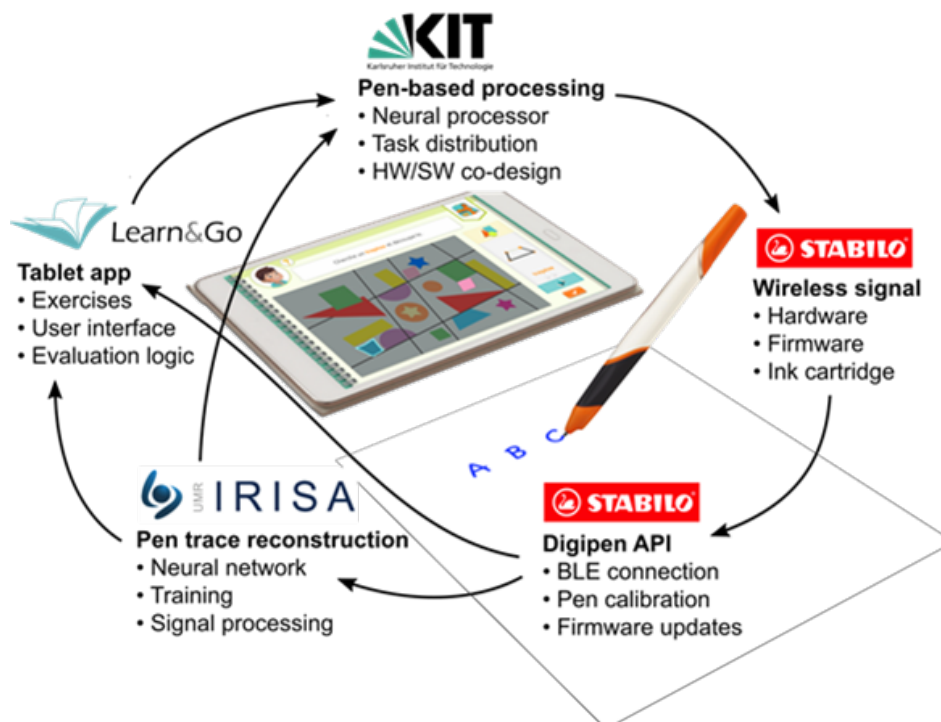 KIT
Karlsruher Institut für Technologie
Pen-based processing
• Neural processor
• Task distribution
• HW/SW co-design
Learn&Go
Tablet app
• Exercises
• User interface
• Evaluation logic
STABILO
Wireless signal
• Hardware
• Firmware
• Ink cartridge
A B C
UMR IRISA
Pen trace reconstruction
• Neural network
• Training
• Signal processing
STABILO
Digipen API
• BLE connection
• Pen calibration
• Firmware updates